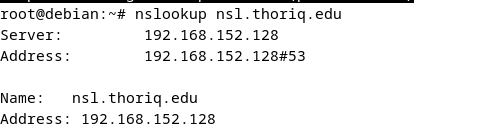 root@debian:~# nslookup nsl.thoriq.edu
Server:         192.168.152.128
Address:        192.168.152.128#53
Name:   nsl.thoriq.edu
Address: 192.168.152.128